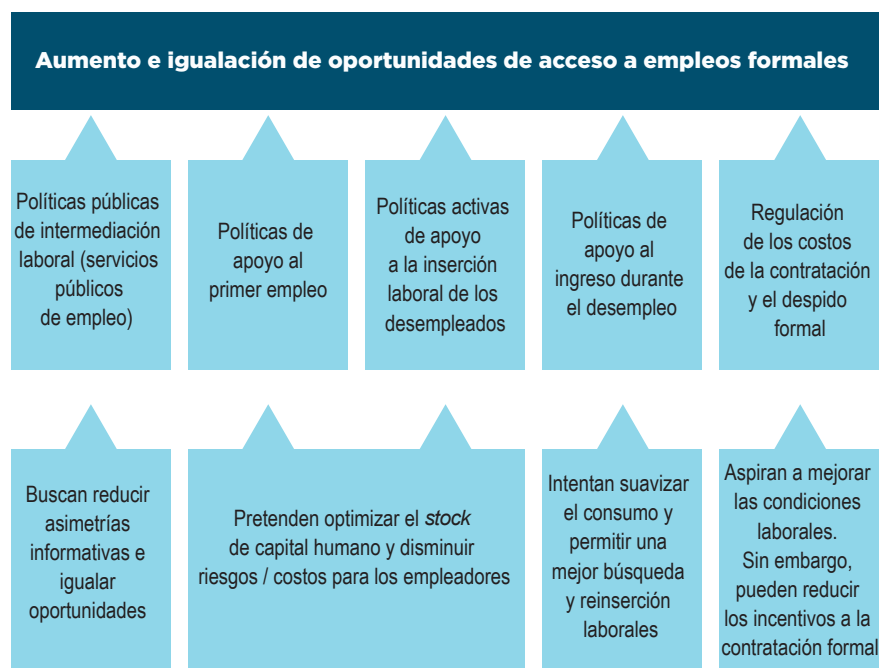 Aumento e igualación de oportunidades de acceso a empleos formales
Políticas públicas
de intermediación
laboral (servicios
públicos
de empleo)
Políticas de
apoyo al
primer empleo
Políticas activas
de apoyo
a la inserción
laboral de los
desempleados
Políticas de
apoyo al
ingreso durante
el desempleo
Regulación
de los costos
de la contratación
y el despido
formal
Buscan reducir
asimetrías
informativas e
igualar
oportunidades
Pretenden optimizar el stock
de capital humano y disminuir
riesgos / costos para los empleadores
Intentan suavizar
el consumo y
permitir una
mejor búsqueda
y reinserción
laborales
Aspiran a mejorar
las condiciones
laborales.
Sin embargo,
pueden reducir
los incentivos a la
contratación formal